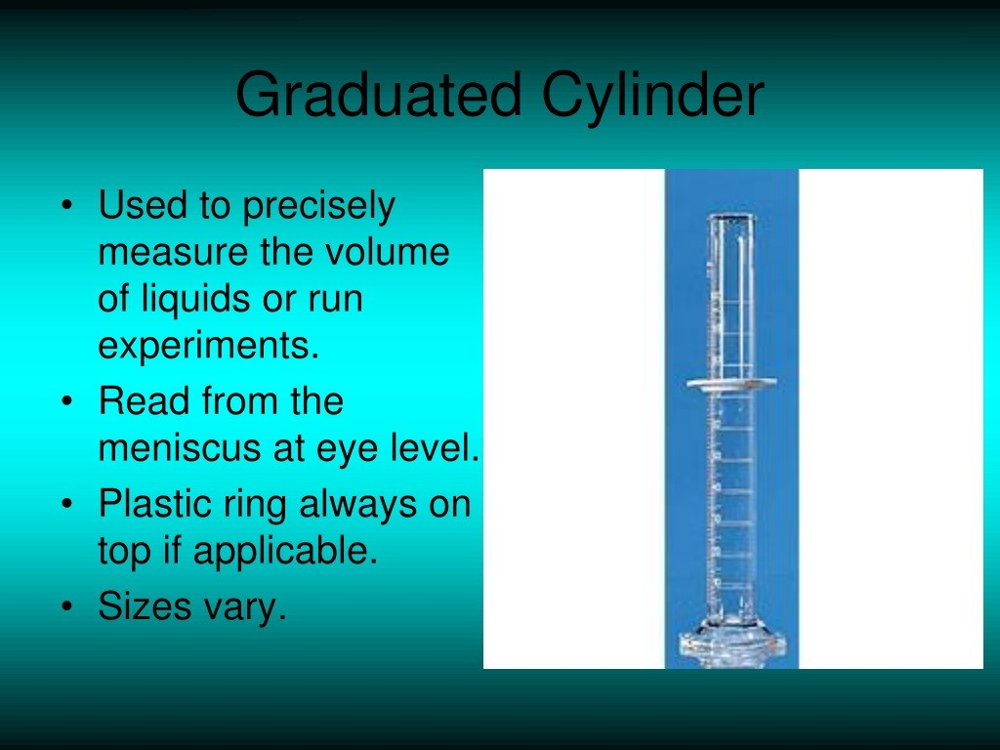 Graduated Cylinder
• Used to precisely
measure the volume
of liquids or run
experiments.
• Read from the
meniscus at eye level.
• Plastic ring always on
top if applicable.
• Sizes vary.